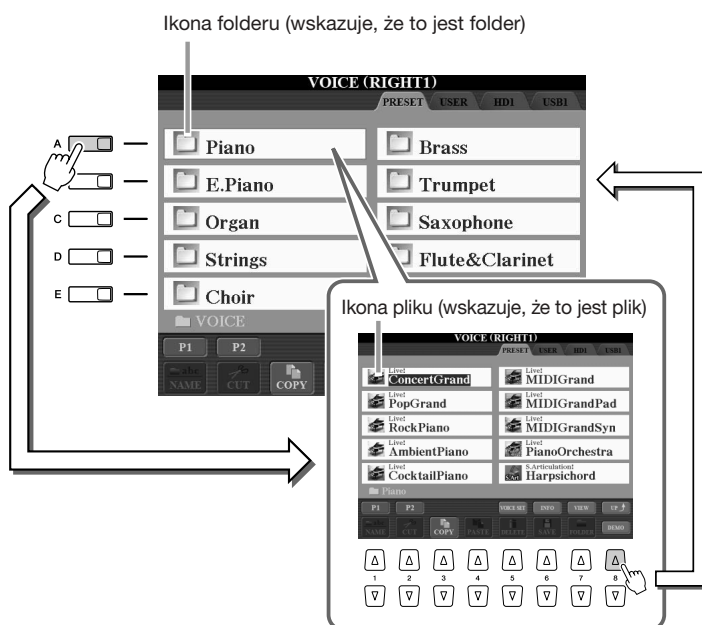 Ikona folderu (wskazuje, że to jest folder)
VOICE (RIGHT1)
PRESET USER HD1 USB1
A
Piano
Brass
E.Piano
Trumpet
C
Organ
Saxophone
D
Strings
Flute&Clarinet
E
Choir
VOICE
P1 P2
abc
NAME CUT COPY
Ikona pliku (wskazuje, że to jest plik)
VOICE (RIGHT1)
PRESET USER HD1 USB1
Live!
ConcertGrand
Live!
MIDIGrand
Live!
PopGrand
Live!
MIDIGrandPad
Live!
RockPiano
Live!
MIDIGrandSyn
Live!
AmbientPiano
Live!
PianoOrchestra
Live!
CocktailPiano
S.Articulation!
S.Art
Harpsichord
Piano
P1 P2 VOICE SET INFO VIEW UP
NAME CUT COPY PASTE DELETE SAVE FOLDER DEMO
1 2 3 4 5 6 7 8